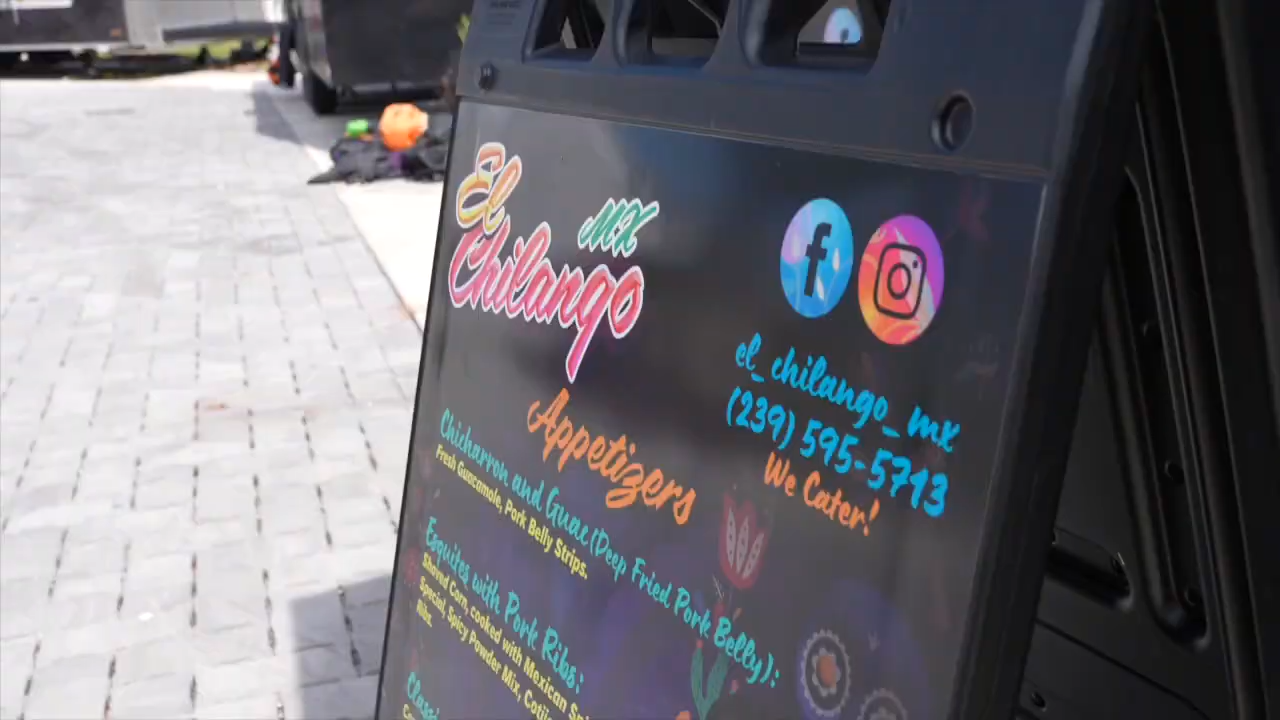 El
Chilango
MX
el_chilango_mx
(239) 595-5713
We Cater!
Appetizers
Chicharron and Guac (Deep Fried Pork Belly):
Fresh Guacamole, Pork Belly Strips.
Esquites with Pork Ribs:
Shaved Corn, cooked with Mexican
Special, Spicy Powder Mix,
Ribs.